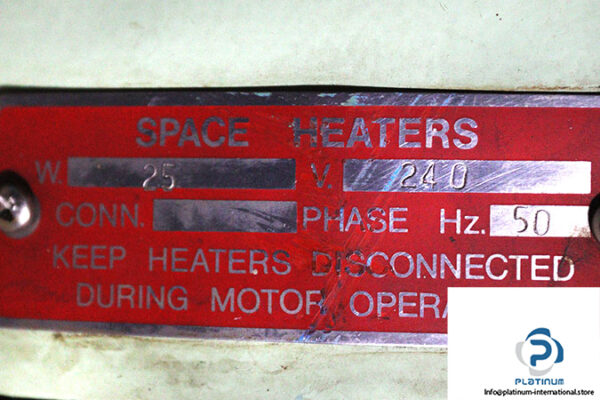 SPACE HEATERS
W. 25 V. 240
CONN. PHASE Hz. 50
KEEP HEATERS DISCONNECTED
DURING MOTOR
PLATINUM
Info@platinum-international.store